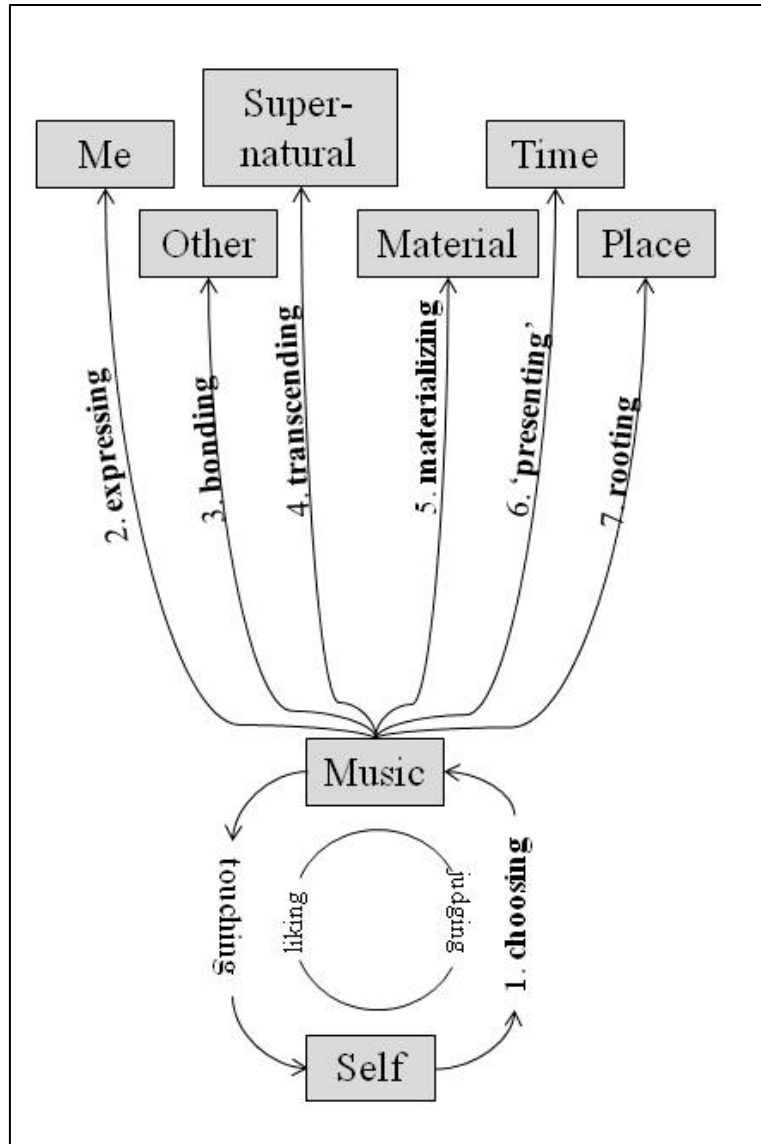 Super-
natural
Me
Time
Other
Material
Place
2. expressing
3. bonding
4. transcending
5. materializing
6. ‘presenting’
7. rooting
Music
touching
liking
judging
1. choosing
Self